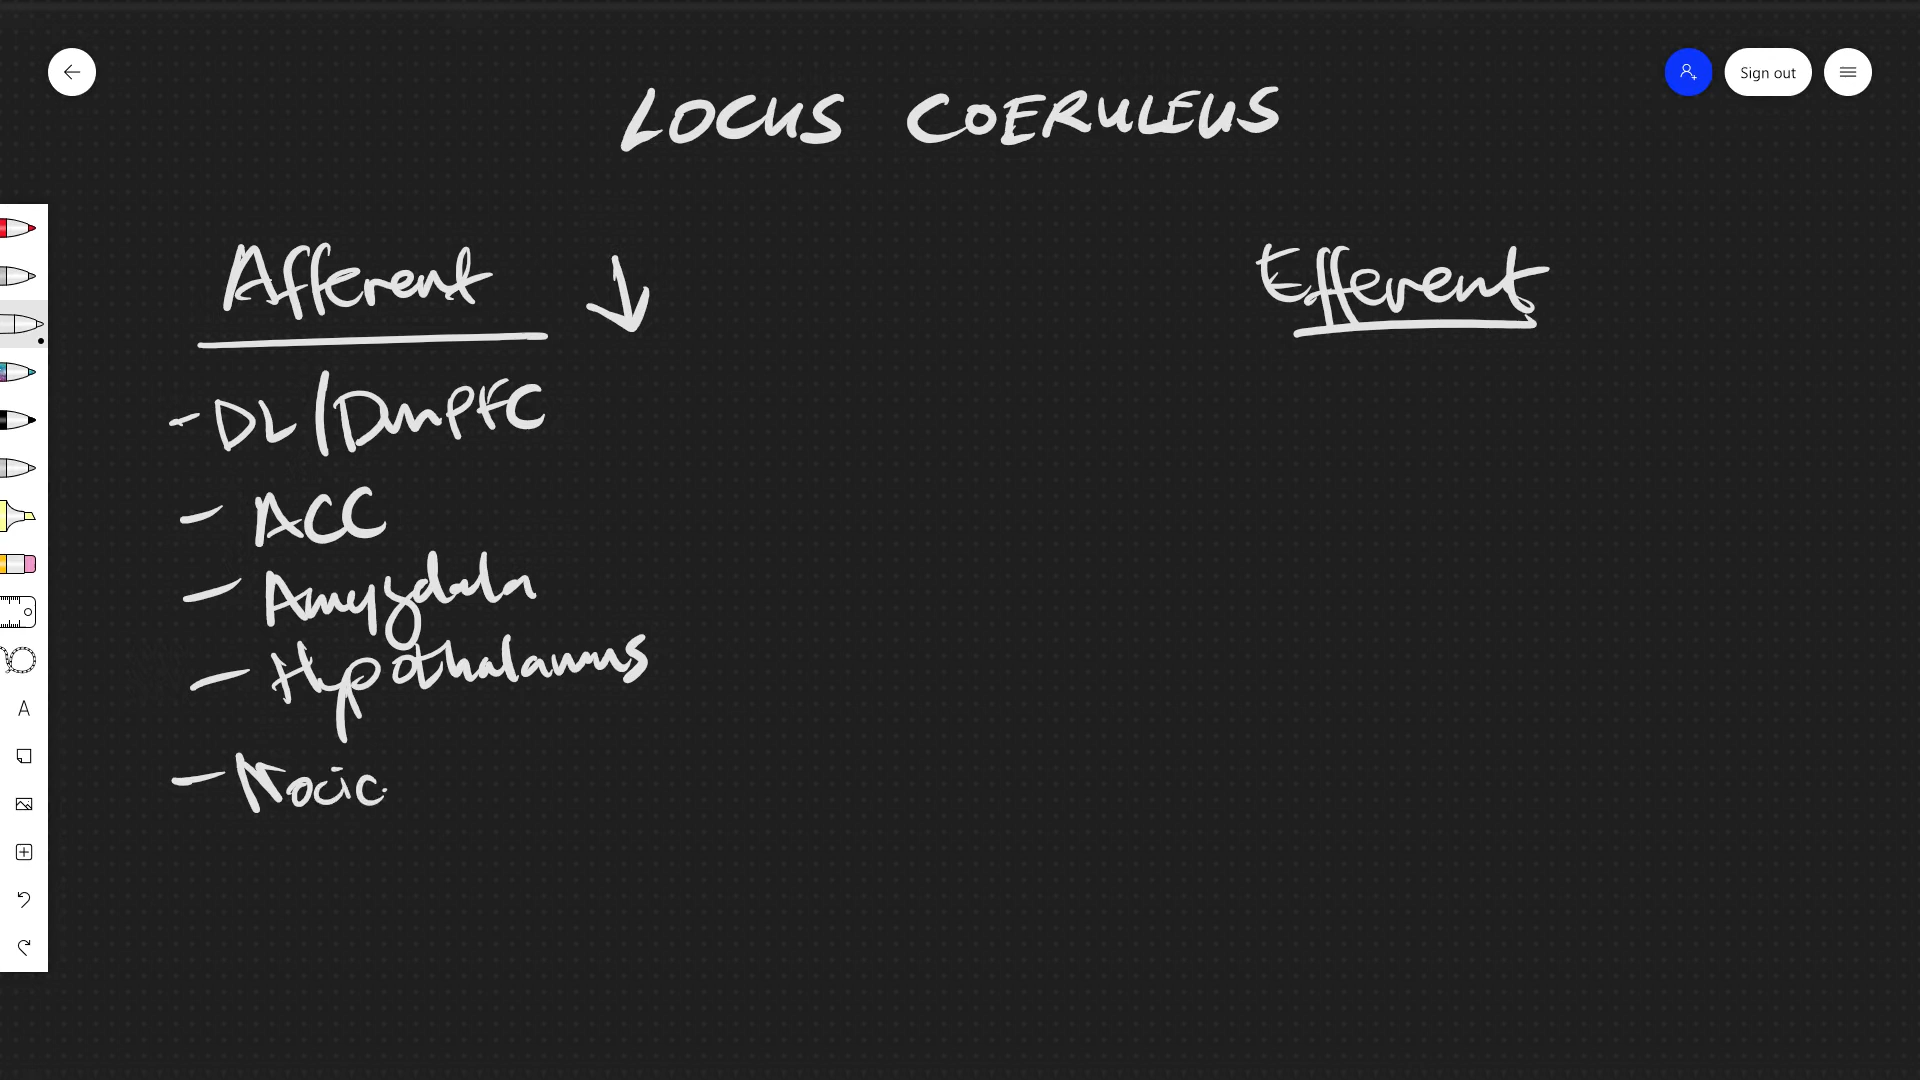 Sign out
LOCUS COERULEUS
Afferent ↓
Efferent
- DL/DmPFC
- ACC
- Amygdala
- Hypothalamus
- Nocic